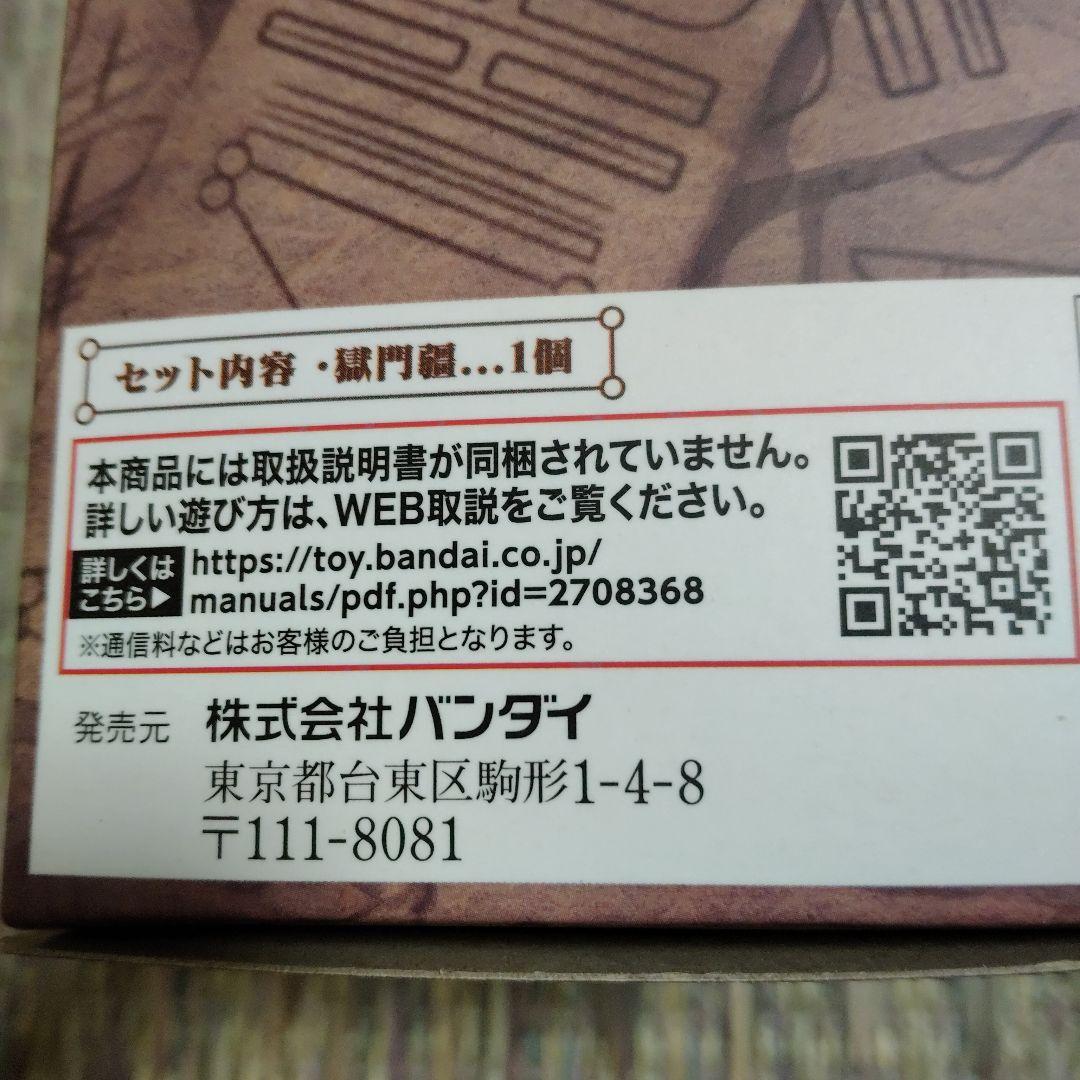 セット内容 ・獄門疆…1個
本商品には取扱説明書が同梱されていません。
詳しい遊び方は、WEB取説をご覧ください。
詳しくは
こちら▶
https://toy.bandai.co.jp/
manuals/pdf.php?id=2708368
※通信料などはお客様のご負担となります。
発売元 株式会社バンダイ
東京都台東区駒形1-4-8
〒111-8081